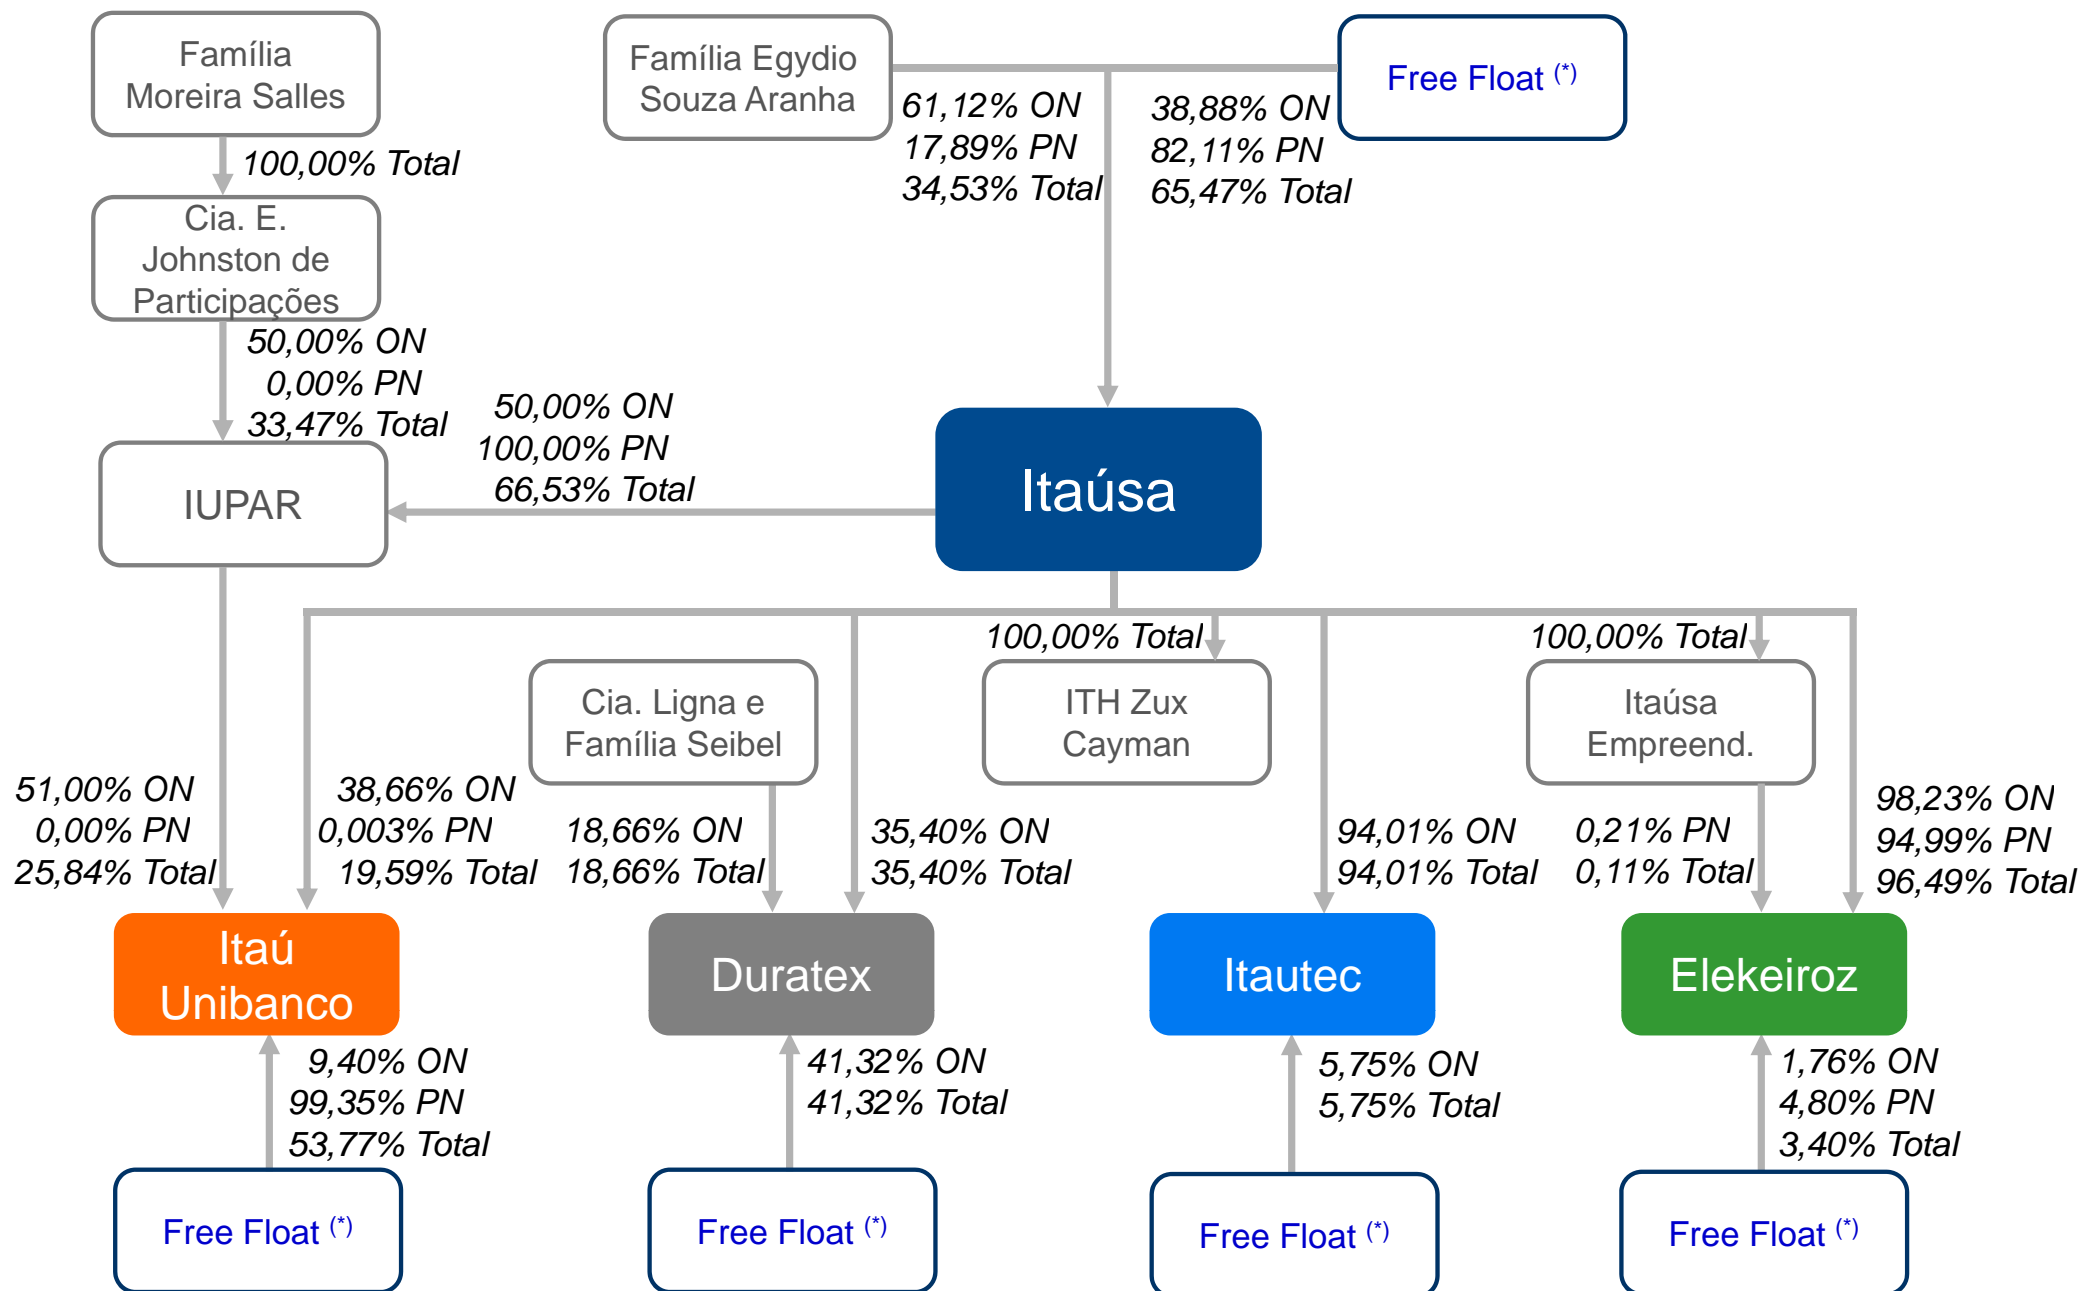 Família
Moreira Salles
Família Egydio
Souza Aranha
Free Float (*)
61,12% ON
17,89% PN
34,53% Total
38,88% ON
82,11% PN
65,47% Total
100,00% Total
Cia. E.
Johnston de
Participações
50,00% ON
0,00% PN
33,47% Total
50,00% ON
100,00% PN
66,53% Total
IUPAR
Itaúsa
100,00% Total
100,00% Total
Cia. Ligna e
Família Seibel
ITH Zux
Cayman
Itaúsa
Empreend.
51,00% ON
0,00% PN
25,84% Total
38,66% ON
0,003% PN
19,59% Total
18,66% ON
18,66% Total
35,40% ON
35,40% Total
94,01% ON
94,01% Total
0,21% PN
0,11% Total
98,23% ON
94,99% PN
96,49% Total
Itaú
Unibanco
Duratex
Itautec
Elekeiroz
9,40% ON
99,35% PN
53,77% Total
41,32% ON
41,32% Total
5,75% ON
5,75% Total
1,76% ON
4,80% PN
3,40% Total
Free Float (*)
Free Float (*)
Free Float (*)
Free Float (*)